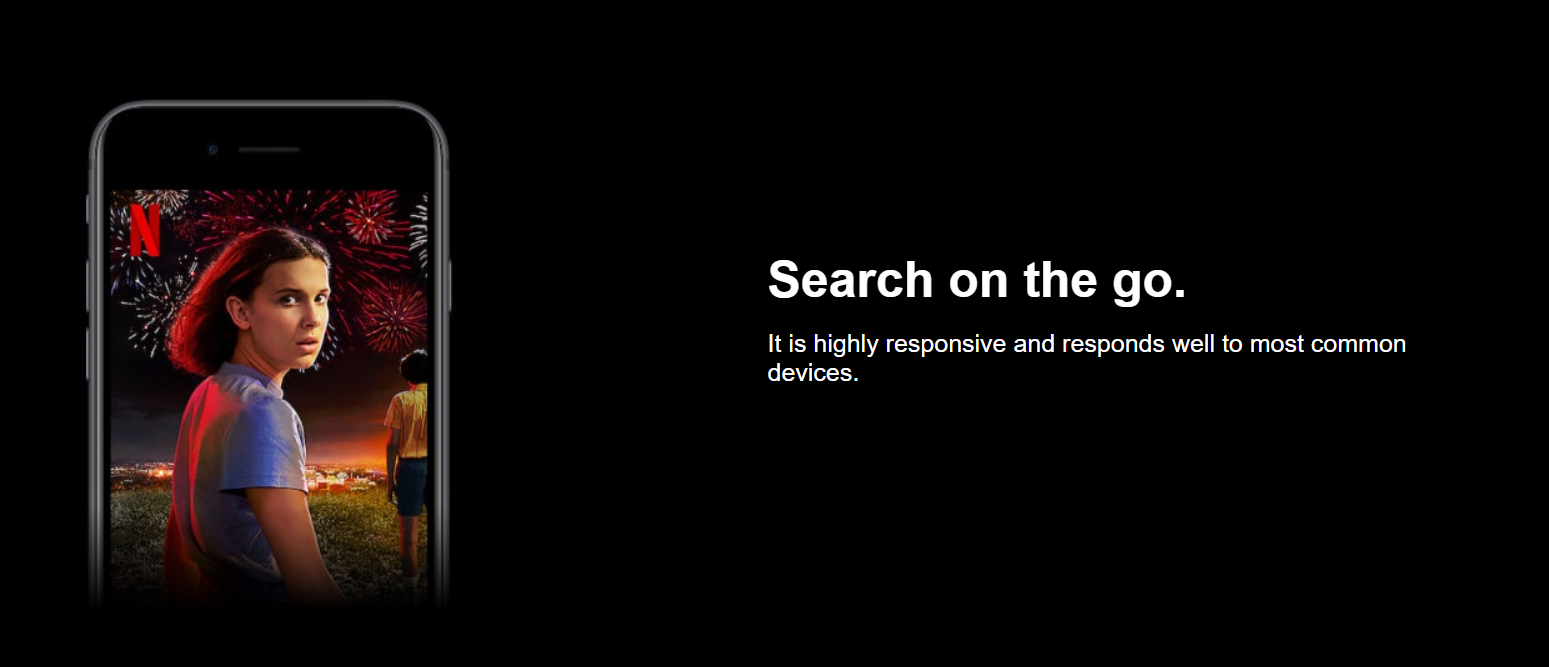 N
Search on the go.
It is highly responsive and responds well to most common
devices.